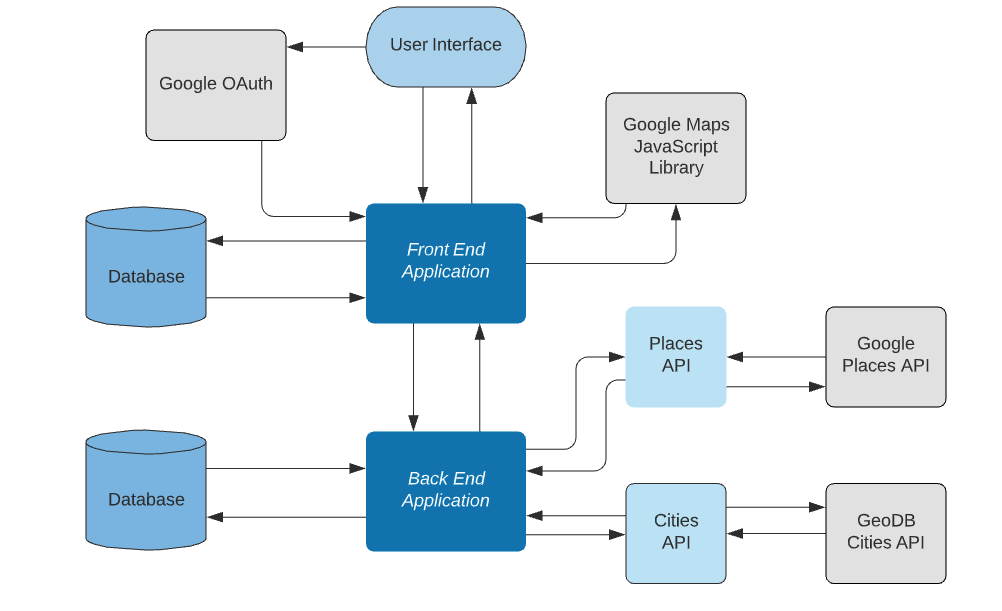 User Interface
Google OAuth
Google Maps
JavaScript
Library
Front End
Application
Database
Places
API
Google
Places API
Back End
Application
Database
Cities
API
GeoDB
Cities API